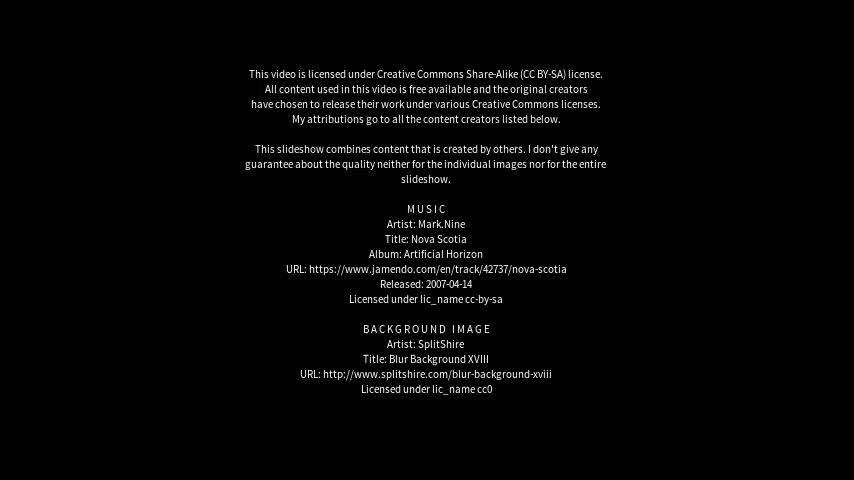 This video is licensed under Creative Commons Share-Alike (CC BY-SA) license.
All content used in this video is free available and the original creators
have chosen to release their work under various Creative Commons licenses.
My attributions go to all the content creators listed below.
This slideshow combines content that is created by others. I don't give any
guarantee about the quality neither for the individual images nor for the entire
slideshow.
MUSIC
Artist: Mark.Nine
Title: Nova Scotia
Album: Artificial Horizon
URL: https://www.jamendo.com/en/track/42737/nova-scotia
Released: 2007-04-14
Licensed under lic_name cc-by-sa
BACKGROUND IMAGE
Artist: SplitShire
Title: Blur Background XVIII
URL: http://www.splitshire.com/blur-background-xviii
Licensed under lic_name cc0